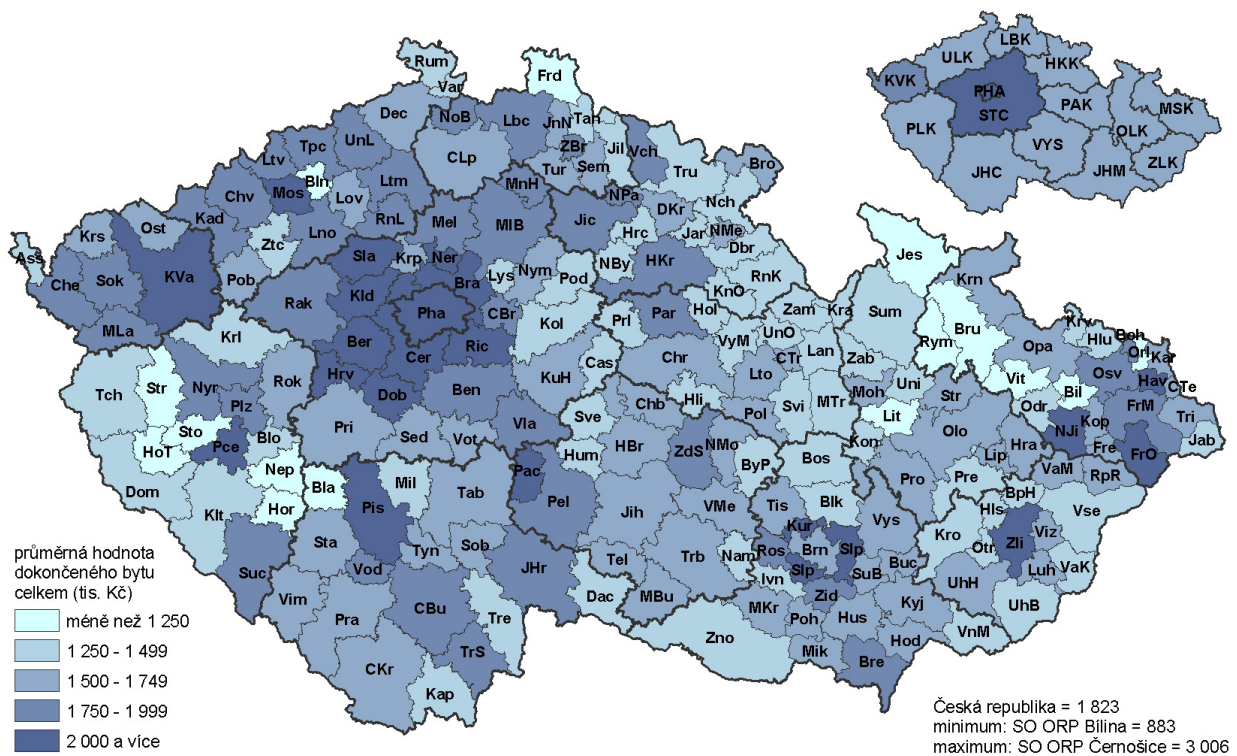 LBK
ULK
HKK
KVK
PHA
STC
PAK
MSK
PLK
OLK
VYS
ZLK
JHC
JHM
Rum
Var
Frd
Dec
NoB
Lbc
JnN
Tan
UnL
Tpc
Ltv
CLp
ZBr
Jil
Vch
Sem
Tur
Tru
Bro
Mos
Bln
Ltm
Lov
MnH
NPa
Chv
Kad
RnL
Mel
MlB
Jic
DKr
Nch
Krs
Ost
Lno
Ztc
Hrc
Jar
NMe
Dbr
Ass
Che
Sok
KVa
Pob
Sla
Krp
Ner
Lys
Nym
Pod
NBy
HKr
RnK
Jes
Krn
MLa
Rak
Kld
Bra
Pha
CBr
KnO
Krl
Ber
Cer
Ric
Kol
Prl
Par
Hol
Zam
Kra
Sum
Rym
Bru
Opa
Krv
Hlu
Boh
Orl
Kar
Tch
Str
Nyr
Rok
Hrv
Dob
Ben
KuH
Cas
Chr
VyM
UnO
CTr
Lan
Lto
Zab
Vit
Osv
Hav
CTe
Plz
Sto
HoT
Pce
Blo
Pri
Sed
Vot
Vla
Sve
Chb
Hli
Pol
Svi
MTr
Moh
Uni
Lit
Str
Odr
Bil
NJi
Kop
FrM
Tri
Jab
Dom
Nep
Bla
Mil
Hor
Klt
Pis
Tab
Pac
Hum
HBr
ZdS
NMo
ByP
Bos
Kon
Olo
Lip
Hra
Fre
FrO
Pel
Jih
VMe
Blk
Pro
Pre
VaM
RpR
Suc
Sta
Vod
Tyn
Sob
Tis
Kur
Vys
Hls
BpH
Vse
Kro
Zli
Viz
Otr
Vim
Pra
CBu
JHr
Tel
Trb
Nam
Ros
Brn
Slp
Slp
Ivn
SuB
Buc
Luh
VaK
UhH
Dac
MBu
Zid
Kyj
UhB
Tre
TrS
CKr
Kap
Zno
MKr
Poh
Hus
Hod
VnM
Mik
Bre
průměrná hodnota
dokončeného bytu
celkem (tis. Kč)
méně než 1 250
1 250 - 1 499
1 500 - 1 749
1 750 - 1 999
2 000 a více
Česká republika = 1 823
minimum: SO ORP Bílina = 883
maximum: SO ORP Černošice = 3 006